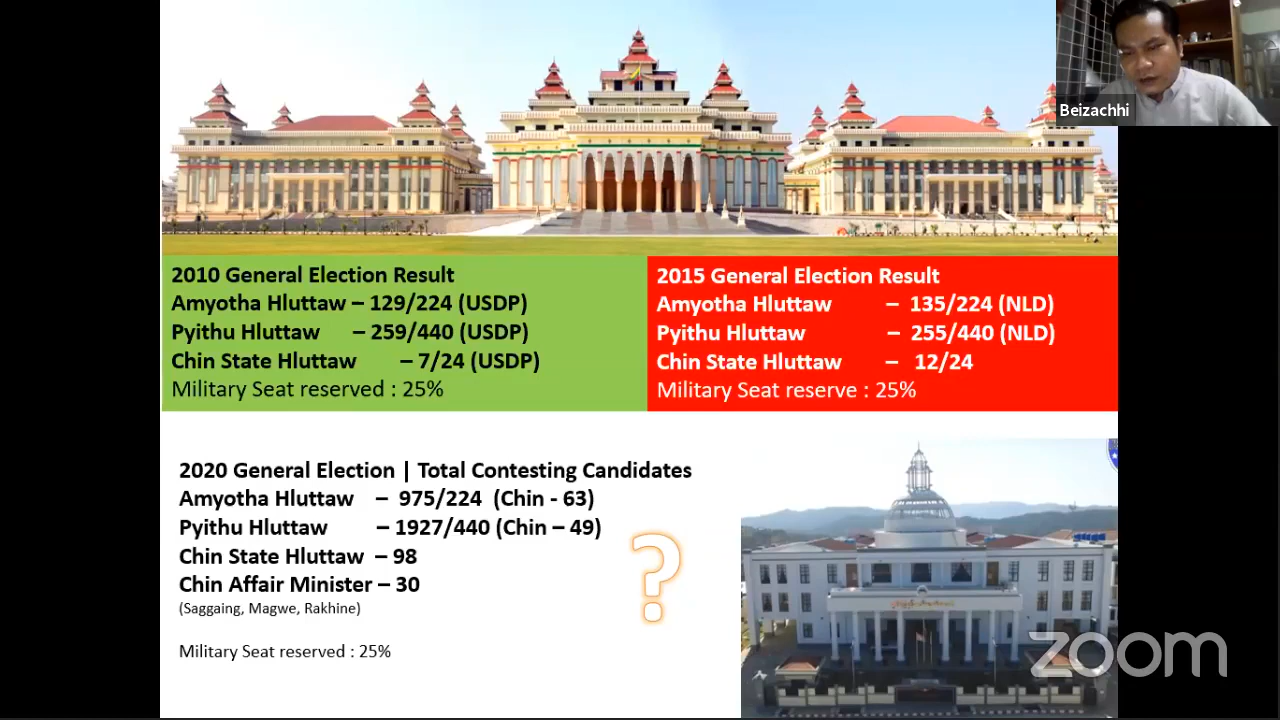 Beizachhi
2010 General Election Result
Amyotha Hluttaw – 129/224 (USDP)
Pyithu Hluttaw – 259/440 (USDP)
Chin State Hluttaw – 7/24 (USDP)
Military Seat reserved : 25%
2015 General Election Result
Amyotha Hluttaw – 135/224 (NLD)
Pyithu Hluttaw – 255/440 (NLD)
Chin State Hluttaw – 12/24
Military Seat reserve : 25%
2020 General Election | Total Contesting Candidates
Amyotha Hluttaw – 975/224 (Chin - 63)
Pyithu Hluttaw – 1927/440 (Chin – 49)
Chin State Hluttaw – 98
Chin Affair Minister – 30
(Saggaing, Magwe, Rakhine)
?
Military Seat reserved : 25%
zoom